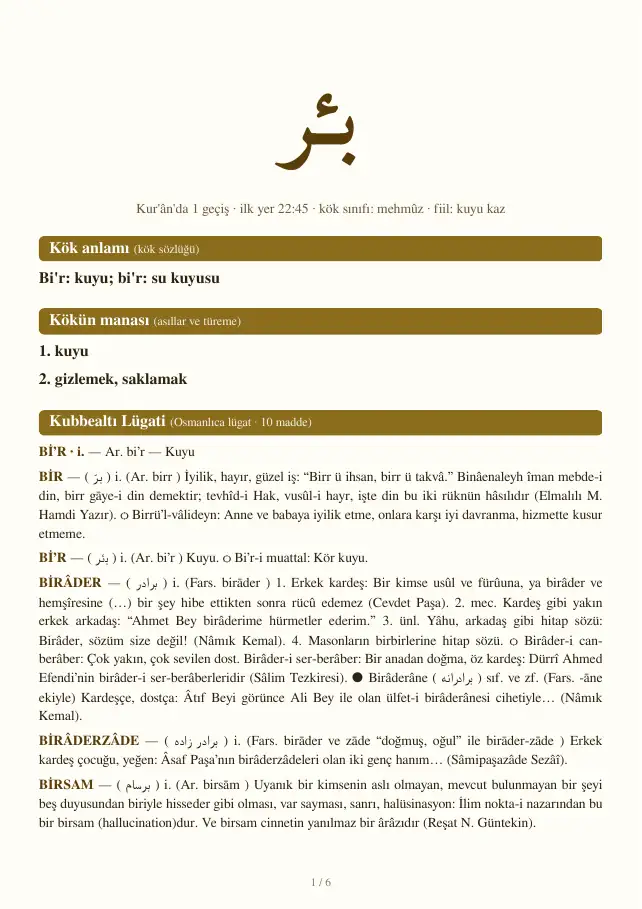 بئر
Kur'ân'da 1 geçiş · ilk yer 22:45 · kök sınıfı: mehmûz · fiil: kuyu kaz
Kök anlamı (kök sözlüğü)
Bi'r: kuyu; bi'r: su kuyusu
Kökün manası (asıllar ve türeme)
1. kuyu
2. gizlemek, saklamak
Kubbealtı Lügati (Osmanlıca lügat · 10 madde)
Bİ’R · i. — Ar. bi’r — Kuyu
BİR — ( بِرّ ) i. (Ar. birr ) İyilik, hayır, güzel iş: “Birr ü ihsan, birr ü takvâ.” Binâenaleyh îman mebde-i
din, birr gāye-i din demektir; tevhîd-i Hak, vusûl-i hayr, işte din bu iki rüknün hâsılıdır (Elmalılı M.
Hamdi Yazır). ѻ Birrü’l-vâlideyn: Anne ve babaya iyilik etme, onlara karşı iyi davranma, hizmette kusur
etmeme.
Bİ’R — ( بئر ) i. (Ar. bi’r ) Kuyu. ѻ Bi’r-i muattal: Kör kuyu.
BİRÂDER — ( برادر ) i. (Fars. birāder ) 1. Erkek kardeş: Bir kimse usûl ve fürûuna, ya birâder ve
hemşîresine (…) bir şey hibe ettikten sonra rücû edemez (Cevdet Paşa). 2. mec. Kardeş gibi yakın
erkek arkadaş: “Ahmet Bey birâderime hürmetler ederim.” 3. ünl. Yâhu, arkadaş gibi hitap sözü:
Birâder, sözüm size değil! (Nâmık Kemal). 4. Masonların birbirlerine hitap sözü. ѻ Birâder-i can-
berâber: Çok yakın, çok sevilen dost. Birâder-i ser-berâber: Bir anadan doğma, öz kardeş: Dürrî Ahmed
Efendi’nin birâder-i ser-berâberleridir (Sâlim Tezkiresi). ● Birâderâne ( برادرانه ) sıf. ve zf. (Fars. -āne
ekiyle) Kardeşçe, dostça: Âtıf Beyi görünce Ali Bey ile olan ülfet-i birâderânesi cihetiyle… (Nâmık
Kemal).
BİRÂDERZÂDE — ( برادر زاده ) i. (Fars. birāder ve zāde “doğmuş, oğul” ile birāder-zāde ) Erkek
kardeş çocuğu, yeğen: Âsaf Paşa’nın birâderzâdeleri olan iki genç hanım… (Sâmipaşazâde Sezâî).
BİRSAM — ( برسام ) i. (Ar. birsām ) Uyanık bir kimsenin aslı olmayan, mevcut bulunmayan bir şeyi
beş duyusundan biriyle hisseder gibi olması, var sayması, sanrı, halüsinasyon: İlim nokta-i nazarından bu
bir birsam (hallucination)dur. Ve birsam cinnetin yanılmaz bir ârâzıdır (Reşat N. Güntekin).
1 / 6